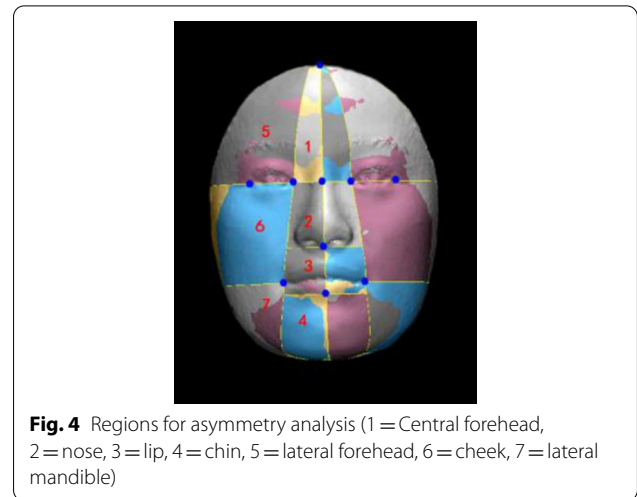 5
1
6
2
3
7
4
Fig. 4 Regions for asymmetry analysis (1 = Central forehead,
2 = nose, 3 = lip, 4 = chin, 5 = lateral forehead, 6 = cheek, 7 = lateral
mandible)